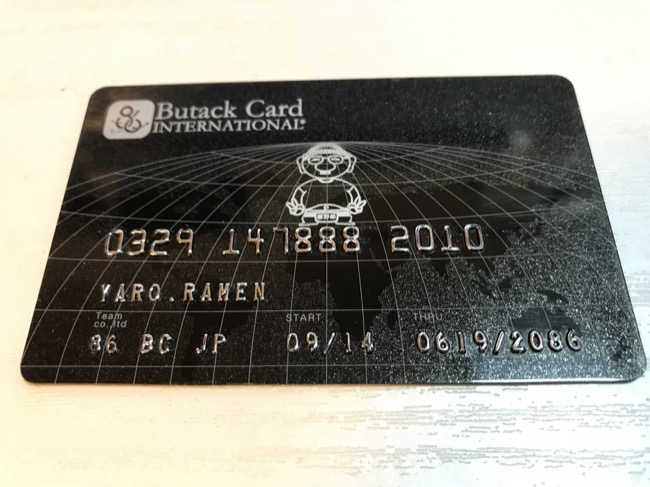 Butack Card
INTERNATIONAL®
0329 147888 2010
YARO.RAMEN
Team
co.,ltd
START
THRU
86 BC JP
09/14
0619/2086